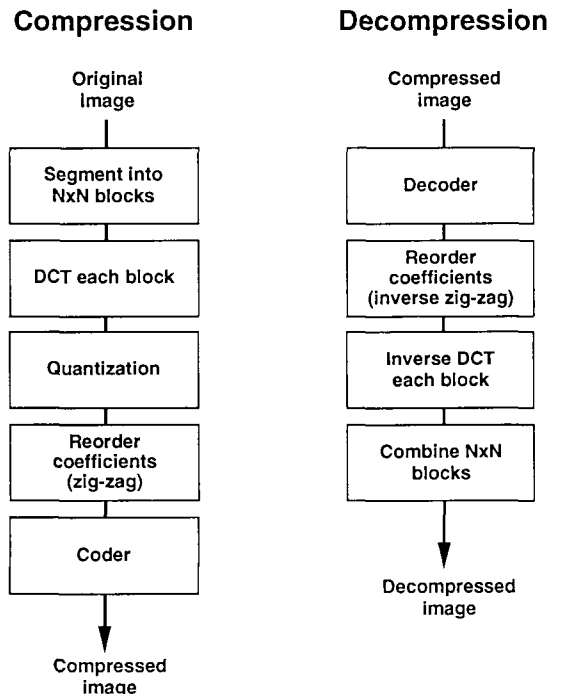 Compression
Original
image
Segment into
NxN blocks
DCT each block
Quantization
Reorder
coefficients
(zig-zag)
Coder
Compressed
image
Decompression
Compressed
image
Decoder
Reorder
coefficients
(inverse zig-zag)
Inverse DCT
each block
Combine NxN
blocks
Decompressed
image